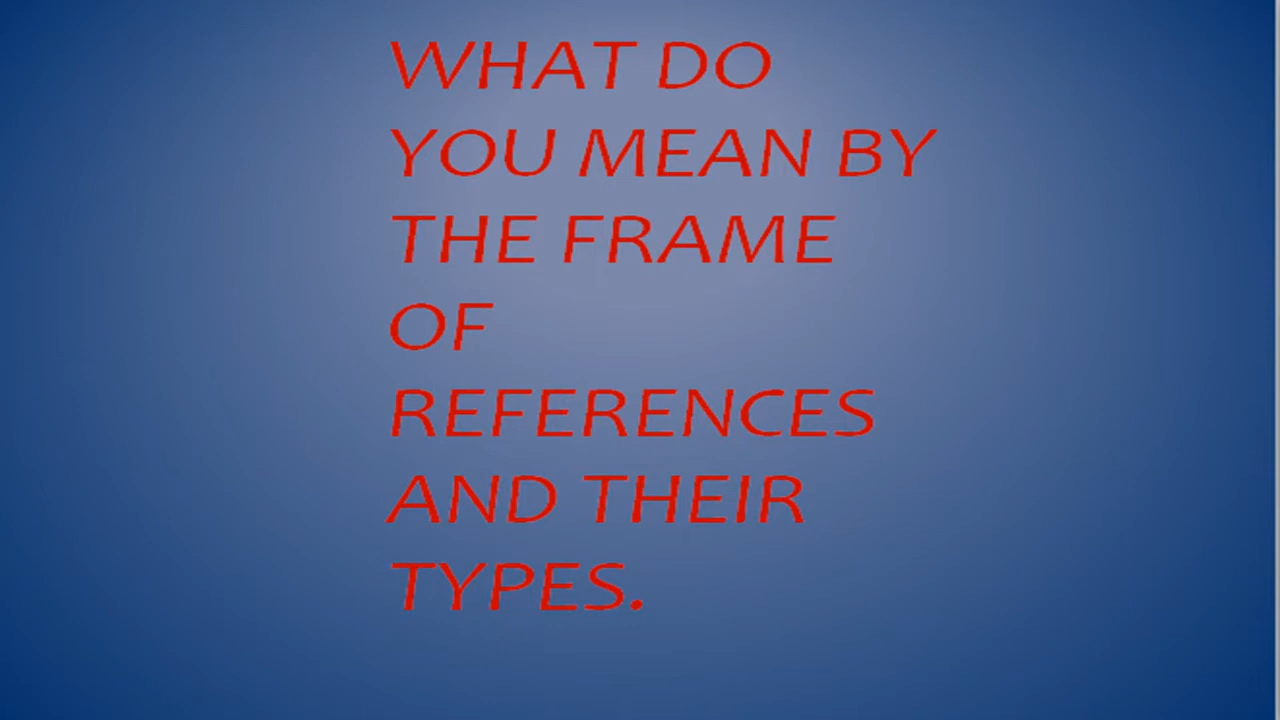 WHAT DO
YOU MEAN BY
THE FRAME
OF
REFERENCES
AND THEIR
TYPES.